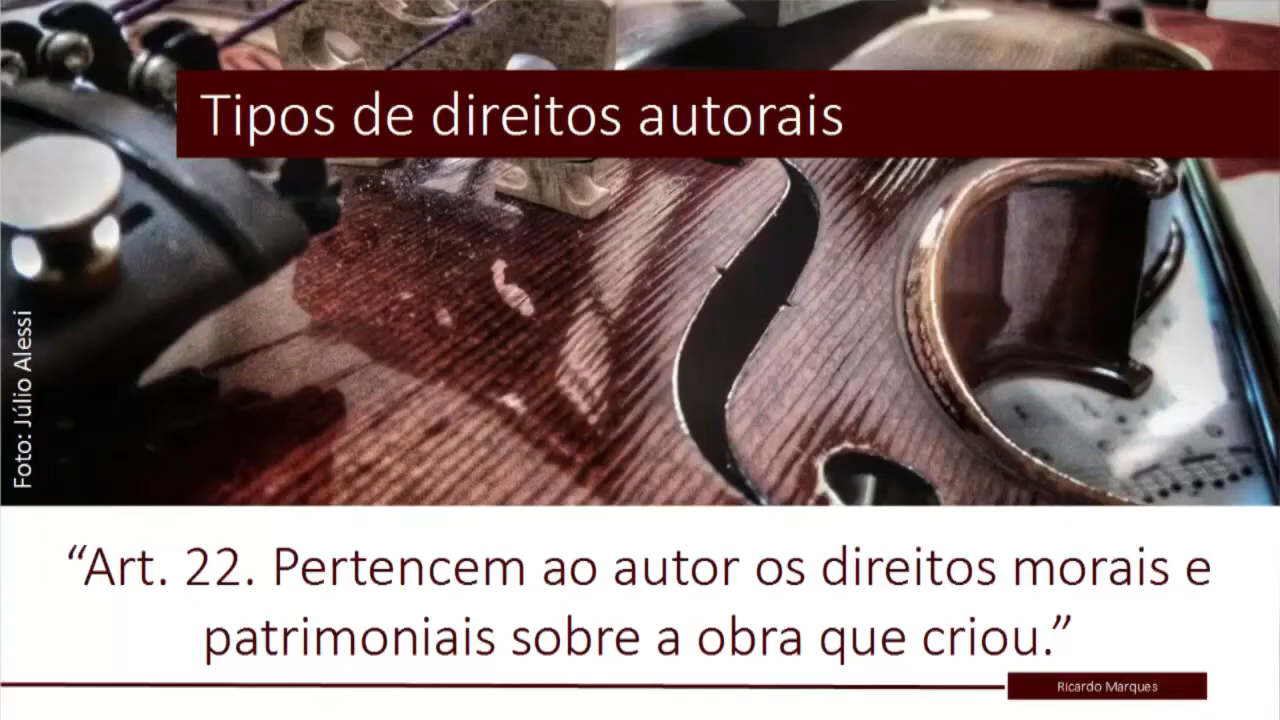 Tipos de direitos autorais
Foto: Júlio Alessi
“Art. 22. Pertencem ao autor os direitos morais e
patrimoniais sobre a obra que criou.”
Ricardo Marques